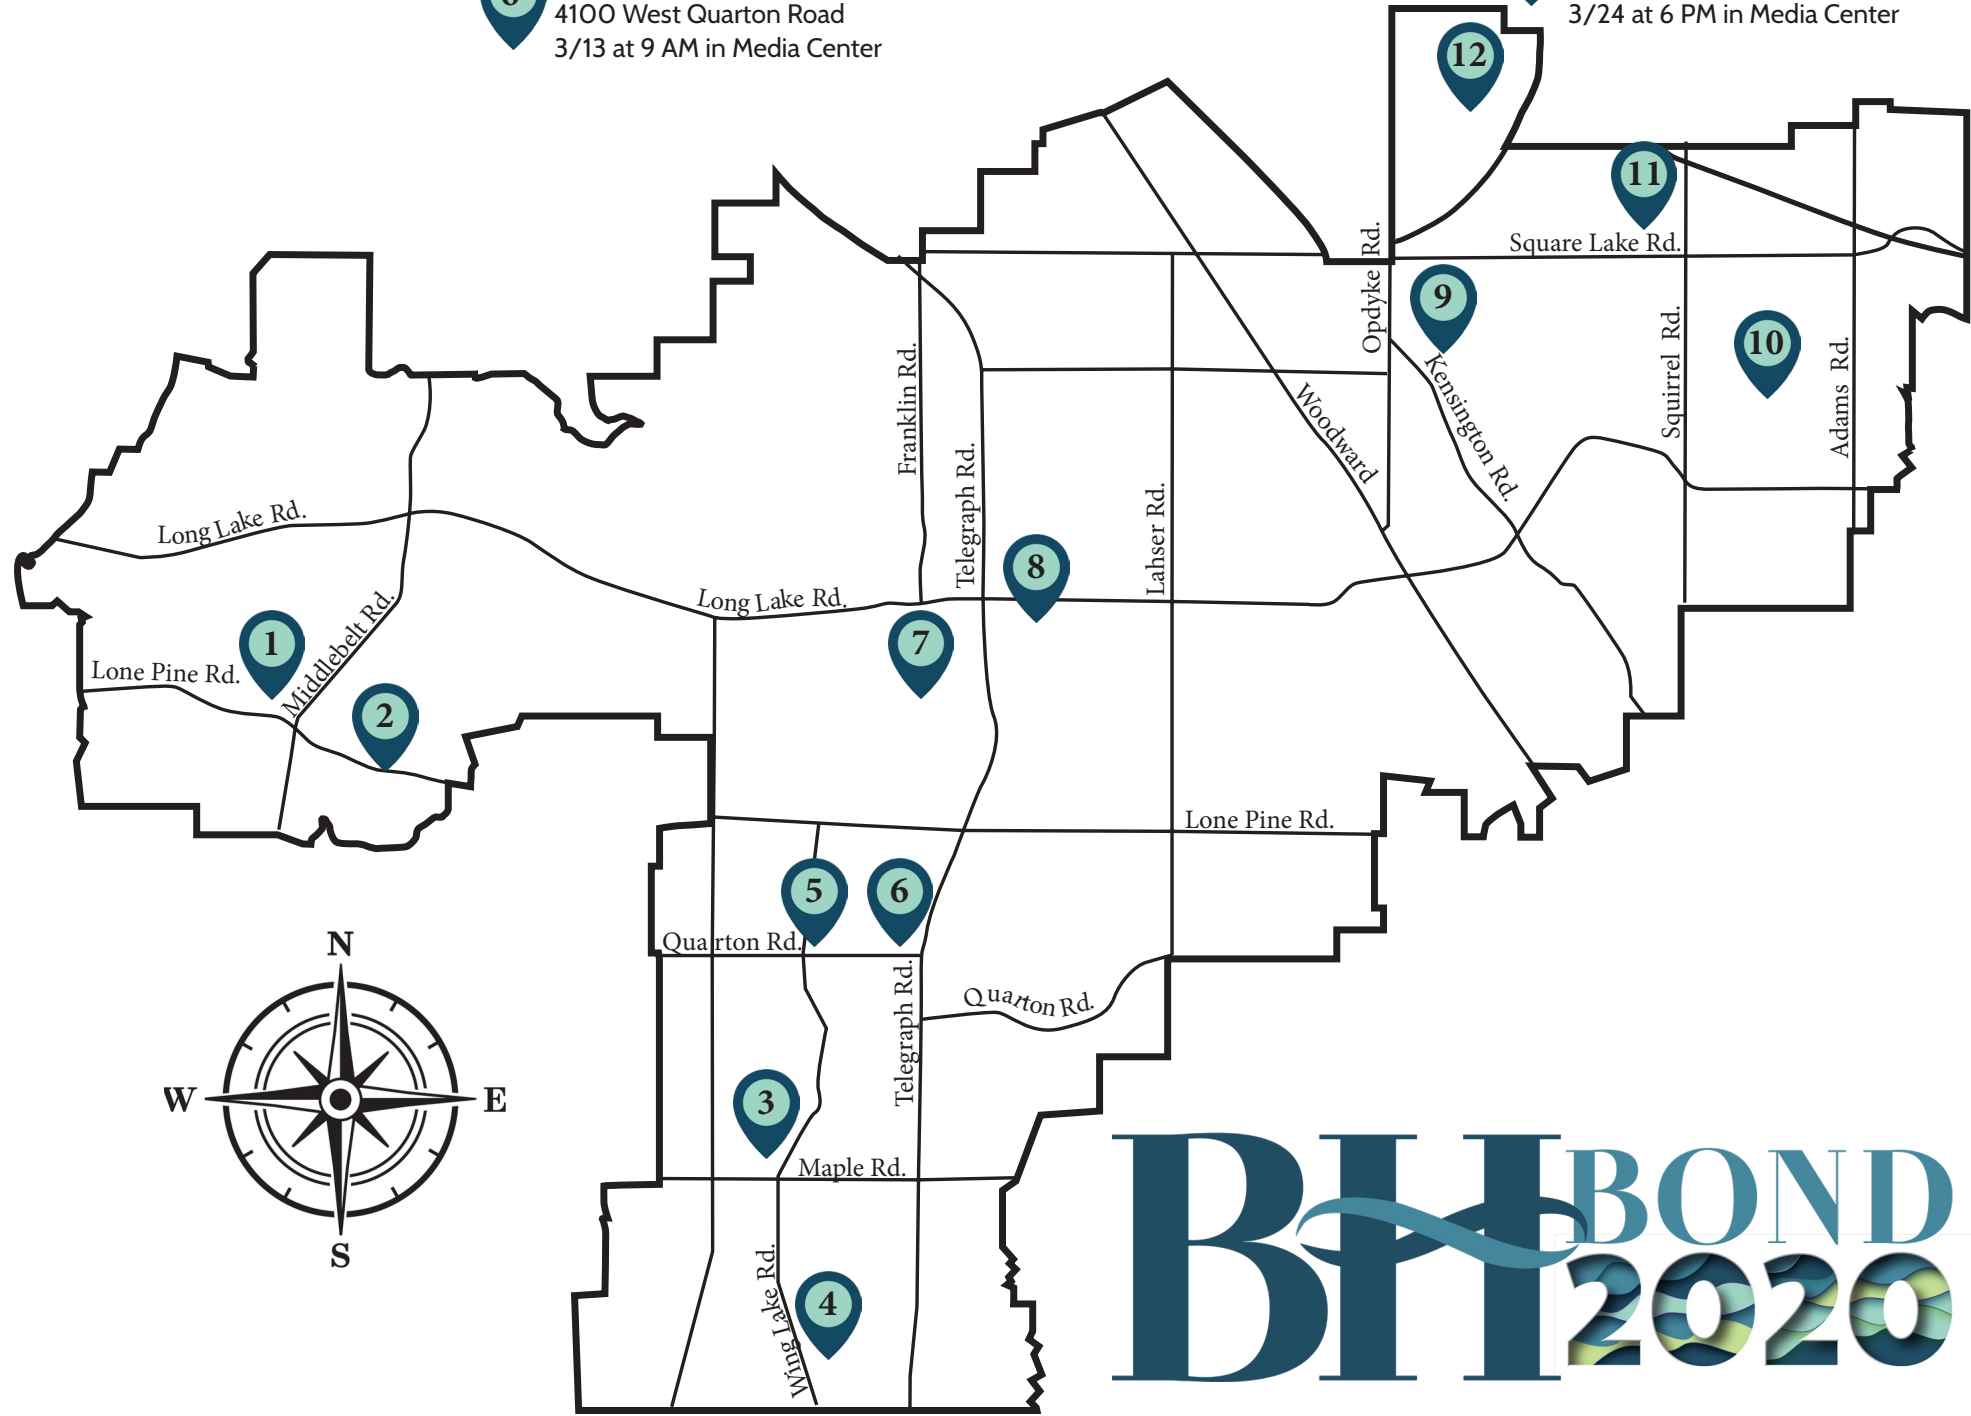 4100 West Quarton Road
3/13 at 9 AM in Media Center
3/24 at 6 PM in Media Center
12
11
Square Lake Rd.
Opdyke Rd.
9
10
Squirrel Rd.
Adams Rd.
Kensington Rd.
Woodward
Franklin Rd.
Telegraph Rd.
Lahser Rd.
Long Lake Rd.
8
Long Lake Rd.
7
1
Middlebelt Rd.
Lone Pine Rd.
2
Lone Pine Rd.
5
6
Quarton Rd.
Telegraph Rd.
Quarton Rd.
3
Maple Rd.
Wing Lake Rd.
4
N
W
E
S
BH
BOND
2020